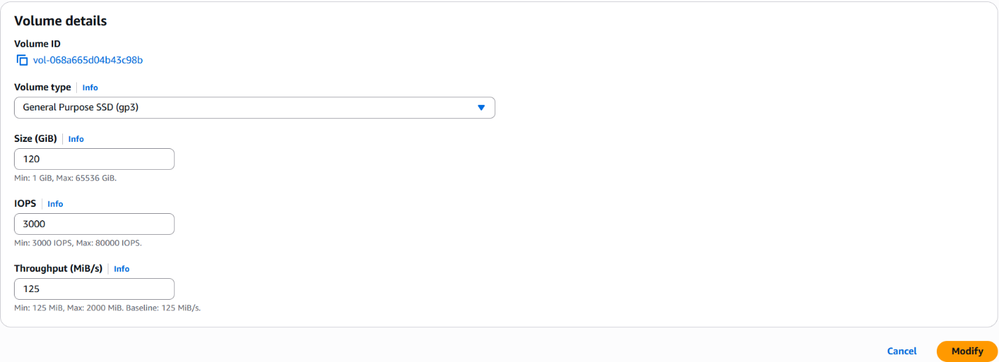 Volume details
Volume ID
vol-068a665d04b43c98b
Volume type Info
General Purpose SSD (gp3)
Size (GiB) Info
120
Min: 1 GiB, Max: 65536 GiB.
IOPS Info
3000
Min: 3000 IOPS, Max: 80000 IOPS.
Throughput (MiB/s) Info
125
Min: 125 MiB, Max: 2000 MiB. Baseline: 125 MiB/s.
Cancel Modify